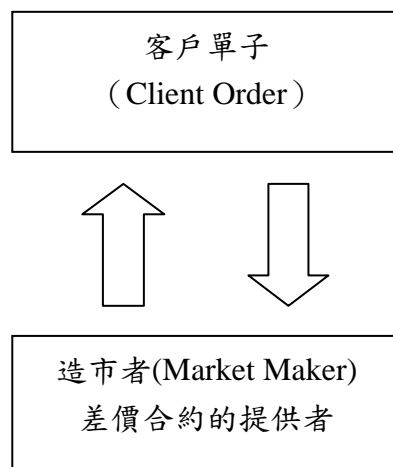 客戶單子
（Client Order）
造市者(Market Maker)
差價合約的提供者